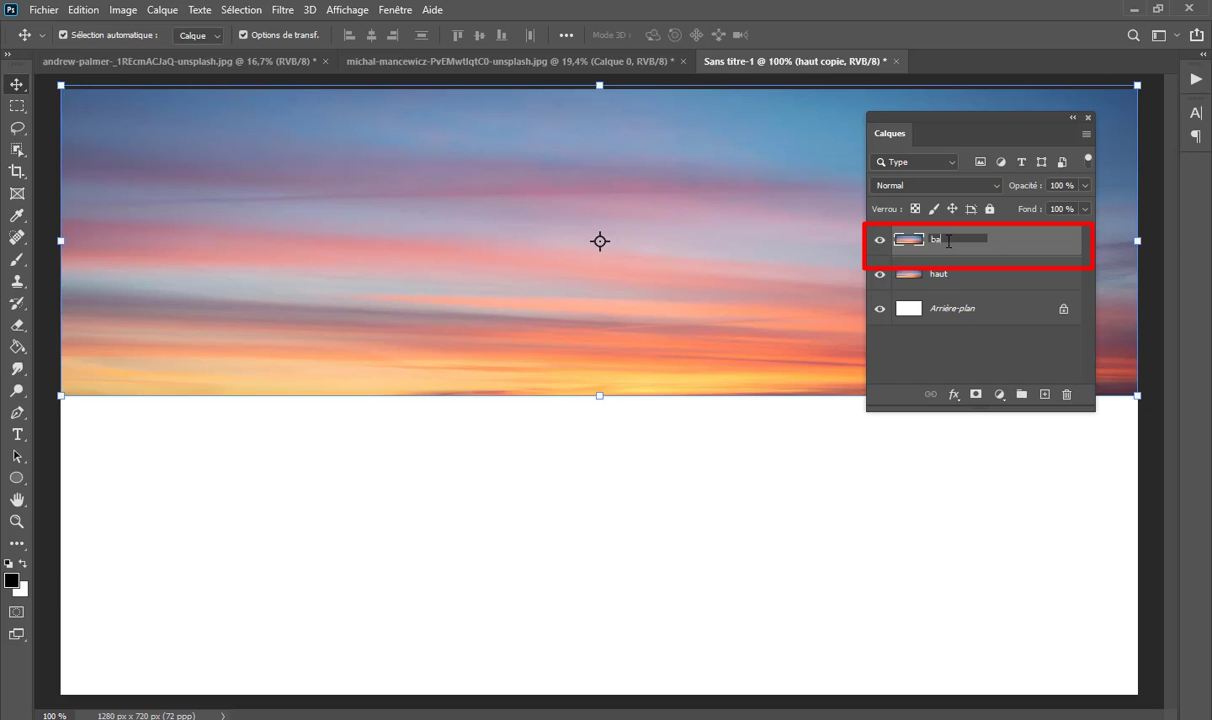 Ps Fichier Edition Image Calque Texte Sélection Filtre 3D Affichage Fenêtre Aide
Sélection automatique : Calque Options de transf. Mode 3D :
andrew-palmer-_1REcmACJaQ-unsplash.jpg @ 16,7% (RVB/8) * michal-mancewicz-PvEMwtIqtC0-unsplash.jpg @ 19,4% (Calque 0, RVB/8) * Sans titre-1 @ 100% (haut copie, RVB/8) *
Calques
Type
Normal Opacité : 100 %
Verrou : Fond : 100 %
ba
haut
Arrière-plan
100 % 1280 px x 720 px (72 ppp)